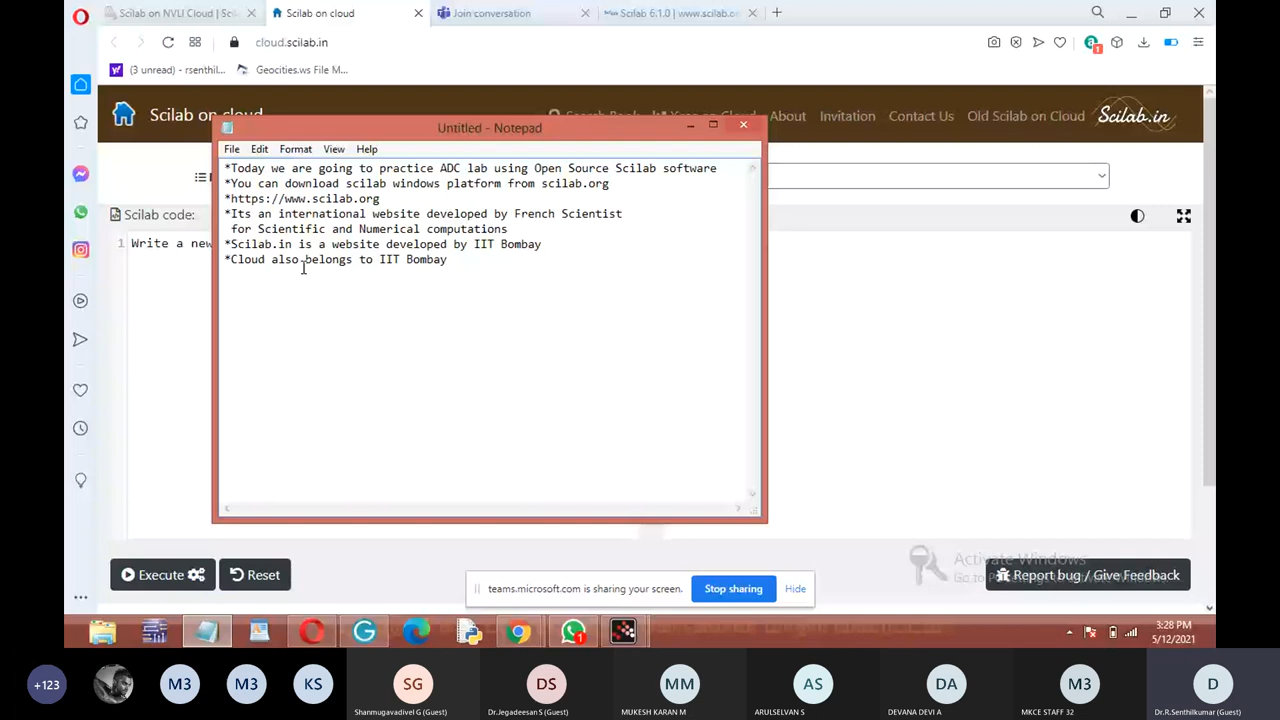 Scilab on NVLI Cloud | Sci
Scilab on cloud
Join conversation
Scilab 6.1.0 | www.scilab.o
cloud.scilab.in
(3 unread) - rsenthil...
Geocities.ws File M...
Scilab on cloud
About
Invitation
Contact Us
Old Scilab on Cloud
Scilab.in
Untitled - Notepad
File Edit Format View Help
*Today we are going to practice ADC lab using Open Source Scilab software
*You can download scilab windows platform from scilab.org
*https://www.scilab.org
*Its an international website developed by French Scientist
for Scientific and Numerical computations
*Scilab.in is a website developed by IIT Bombay
*Cloud also belongs to IIT Bombay
Scilab code:
1 Write a new
Execute
Reset
Activate Windows
Report bug / Give Feedback
teams.microsoft.com is sharing your screen.
Stop sharing
Hide
3:28 PM
5/12/2021
+123
M3
M3
KS
SG
DS
MM
AS
DA
M3
D
Shanmugavadivel G (Guest)
Dr.Jegadeesan S (Guest)
MUKESH KARAN M
ARULSELVAN S
DEVANA DEVI A
MKCE STAFF 32
Dr.R.Senthilkumar (Guest)